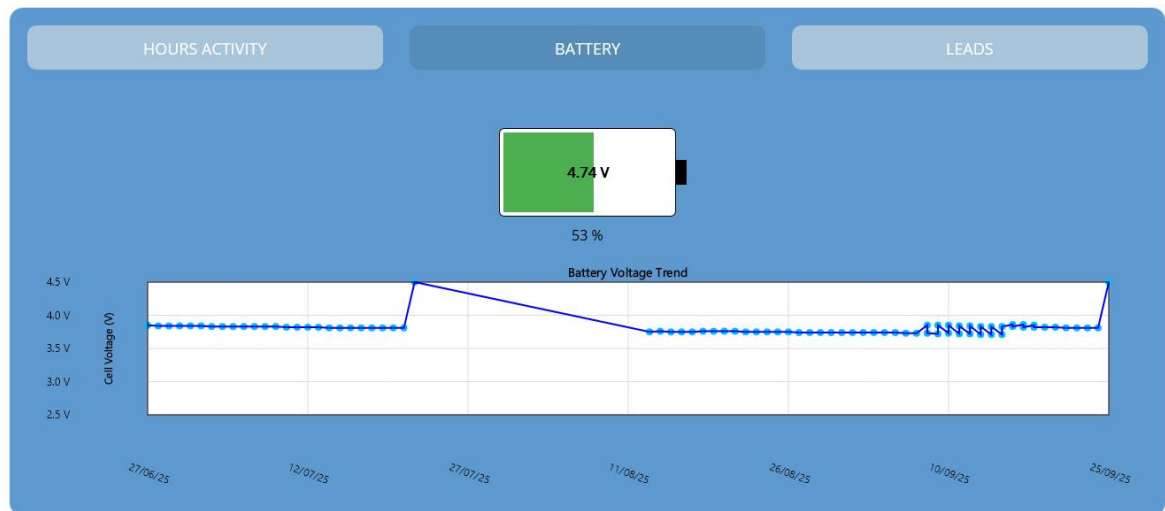 HOURS ACTIVITY
BATTERY
LEADS
4.74 V
53 %
Battery Voltage Trend
4.5 V
4.0 V
3.5 V
3.0 V
2.5 V
Cell Voltage (V)
27/06/25
12/07/25
27/07/25
11/08/25
26/08/25
10/09/25
25/09/25